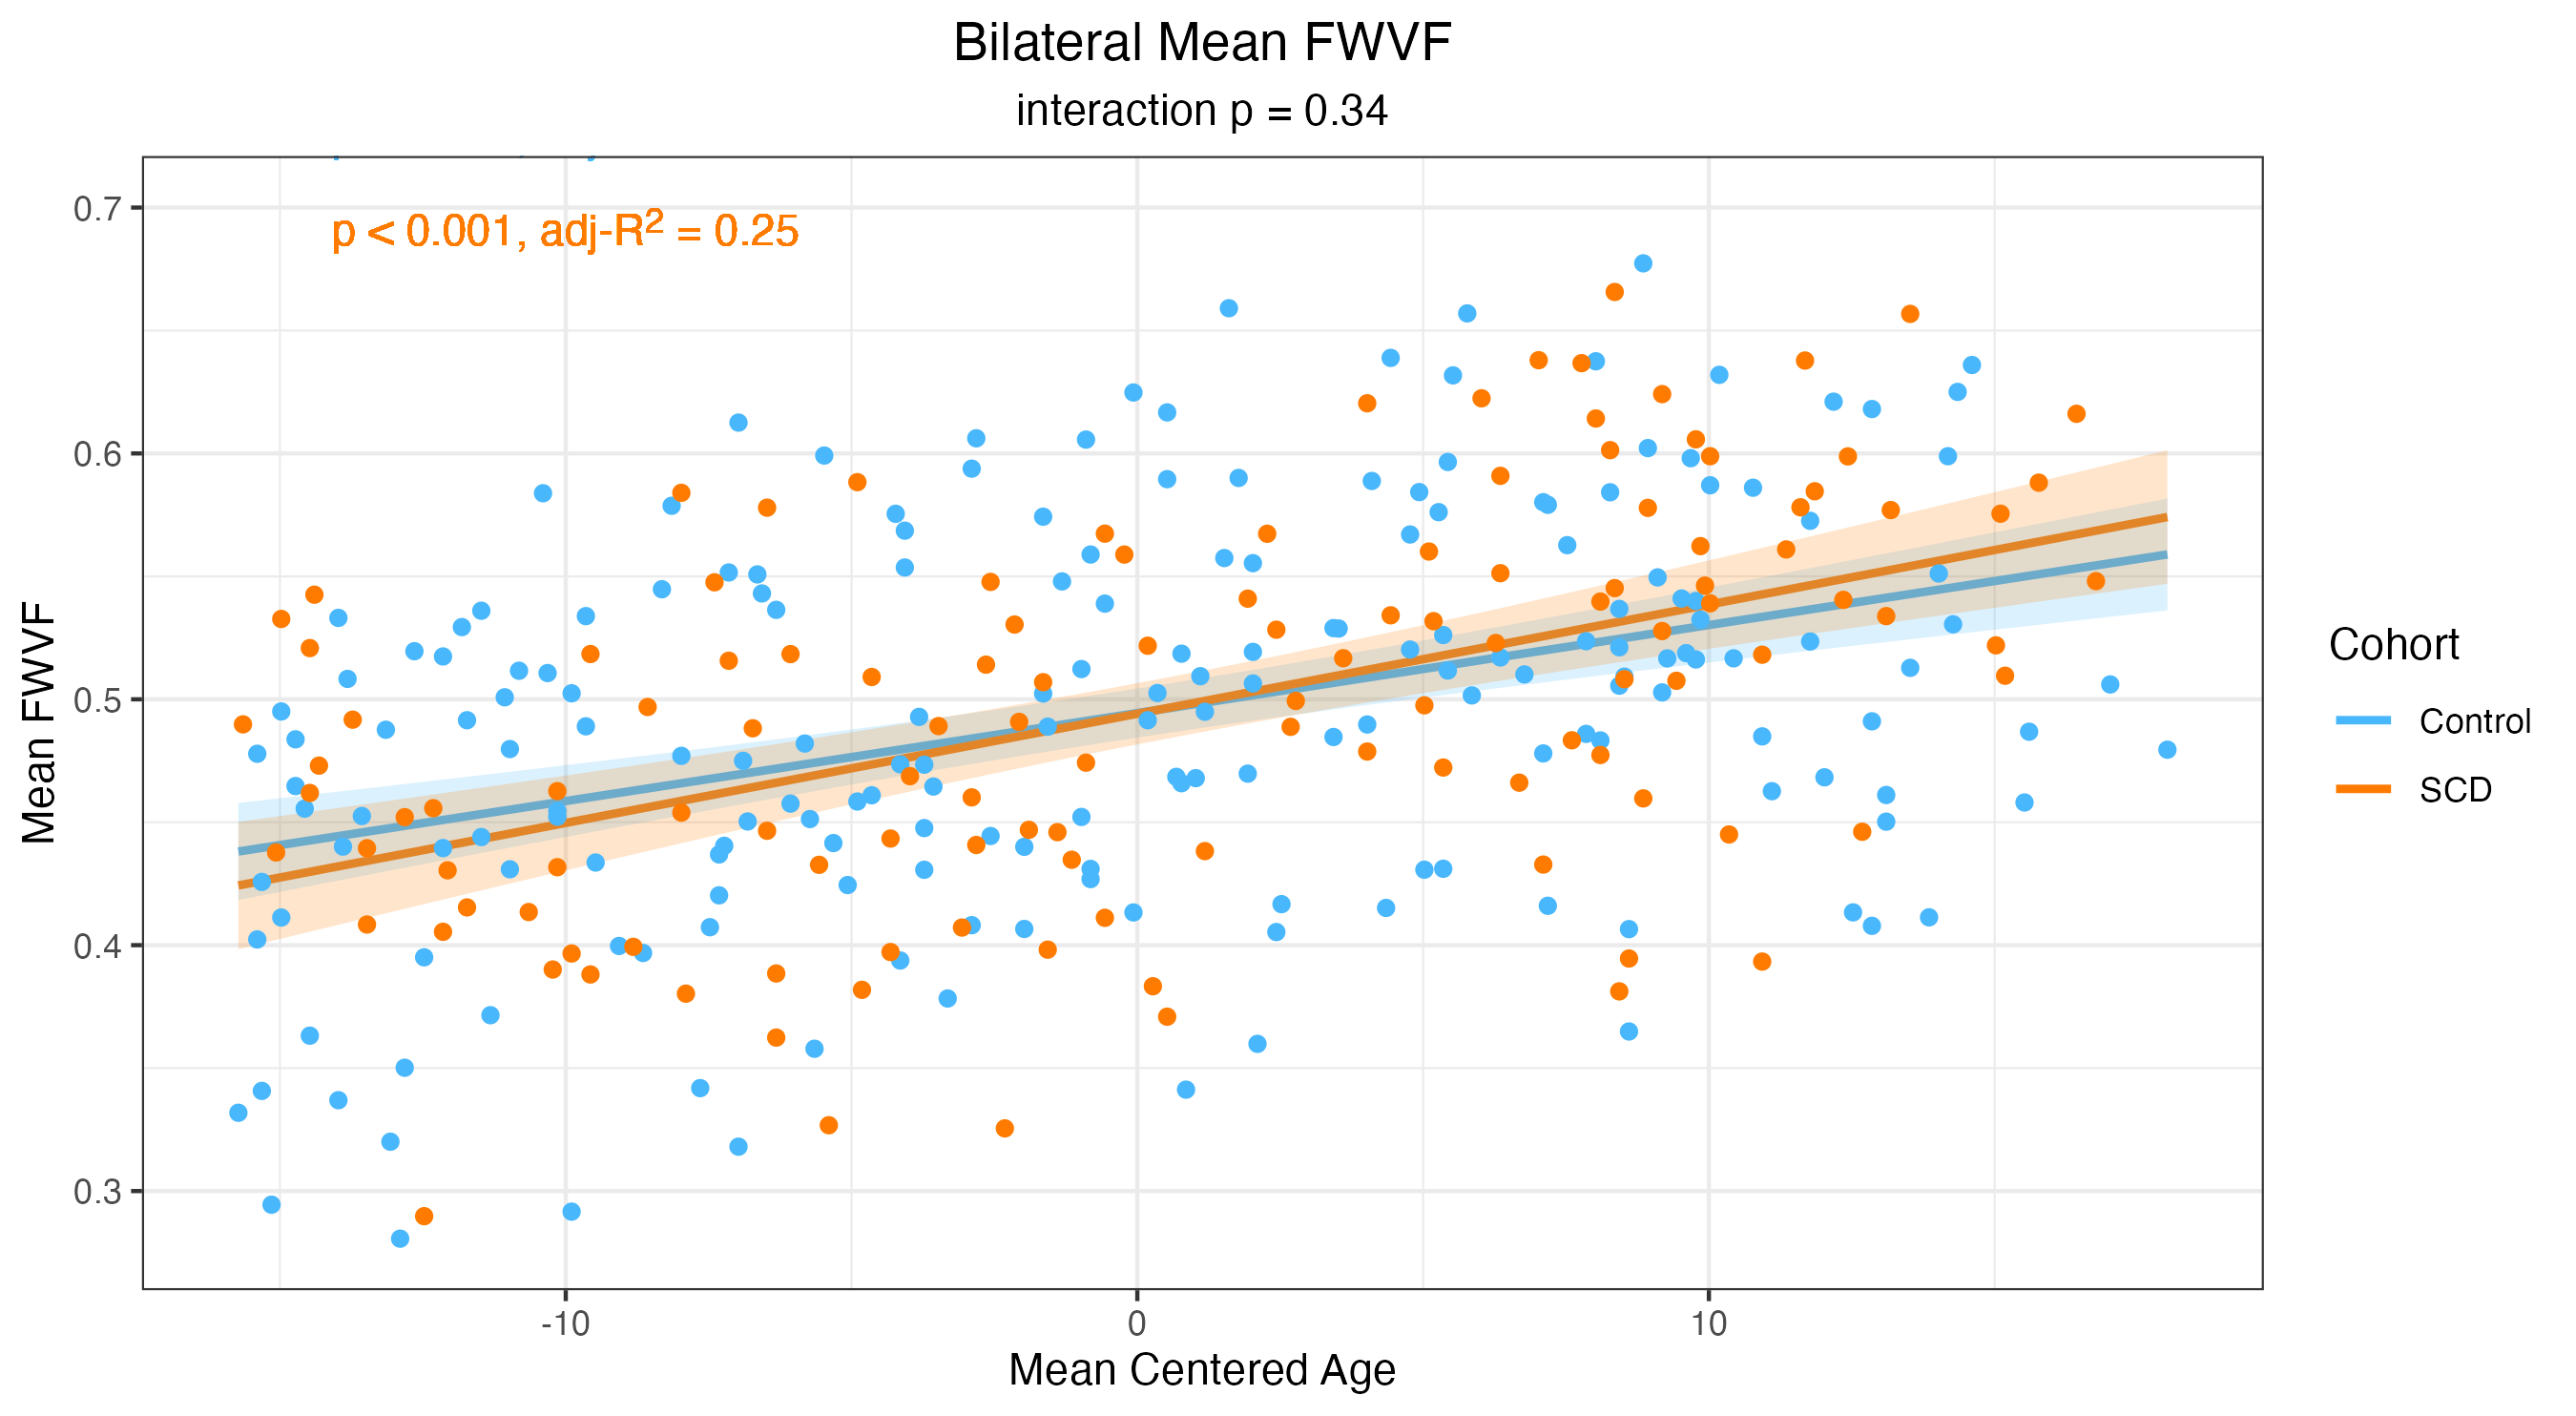 Bilateral Mean FWVF
interaction p = 0.34
p < 0.001, adj-R² = 0.25
0.7
0.6
0.5
0.4
0.3
Mean FWVF
-10
0
10
Mean Centered Age
Cohort
Control
SCD